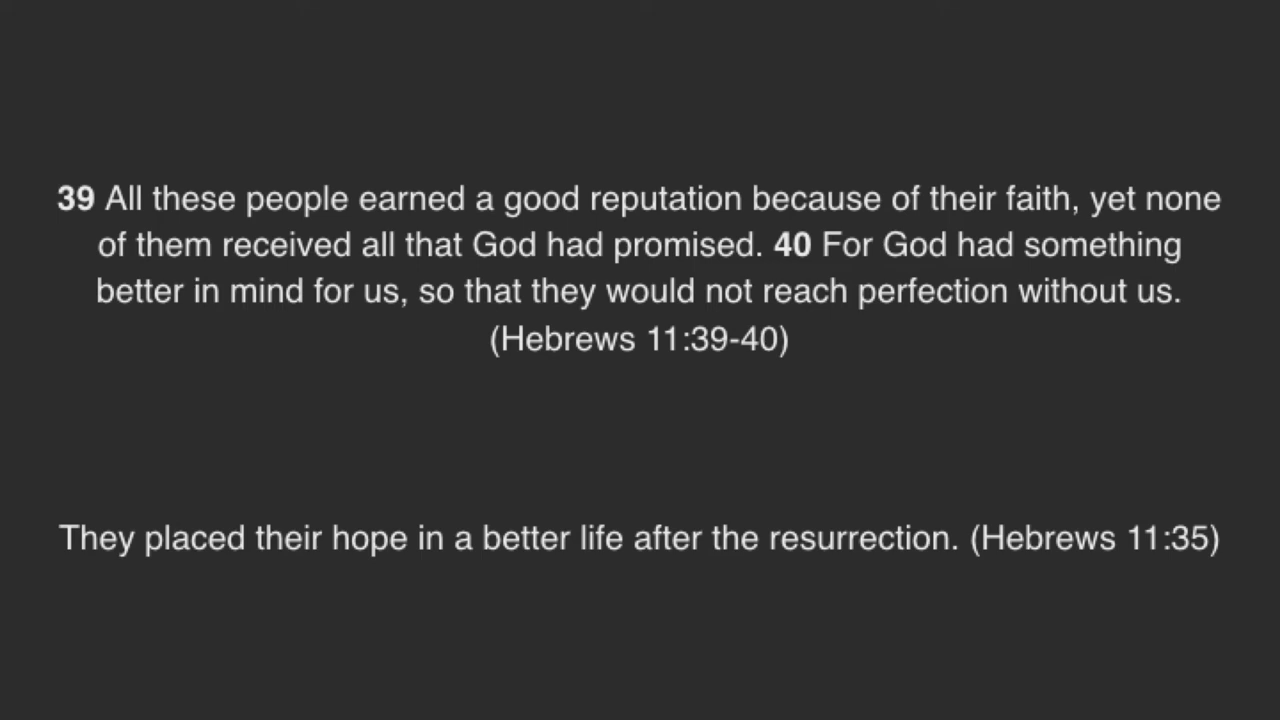 39 All these people earned a good reputation because of their faith, yet none
of them received all that God had promised. 40 For God had something
better in mind for us, so that they would not reach perfection without us.
(Hebrews 11:39-40)
They placed their hope in a better life after the resurrection. (Hebrews 11:35)